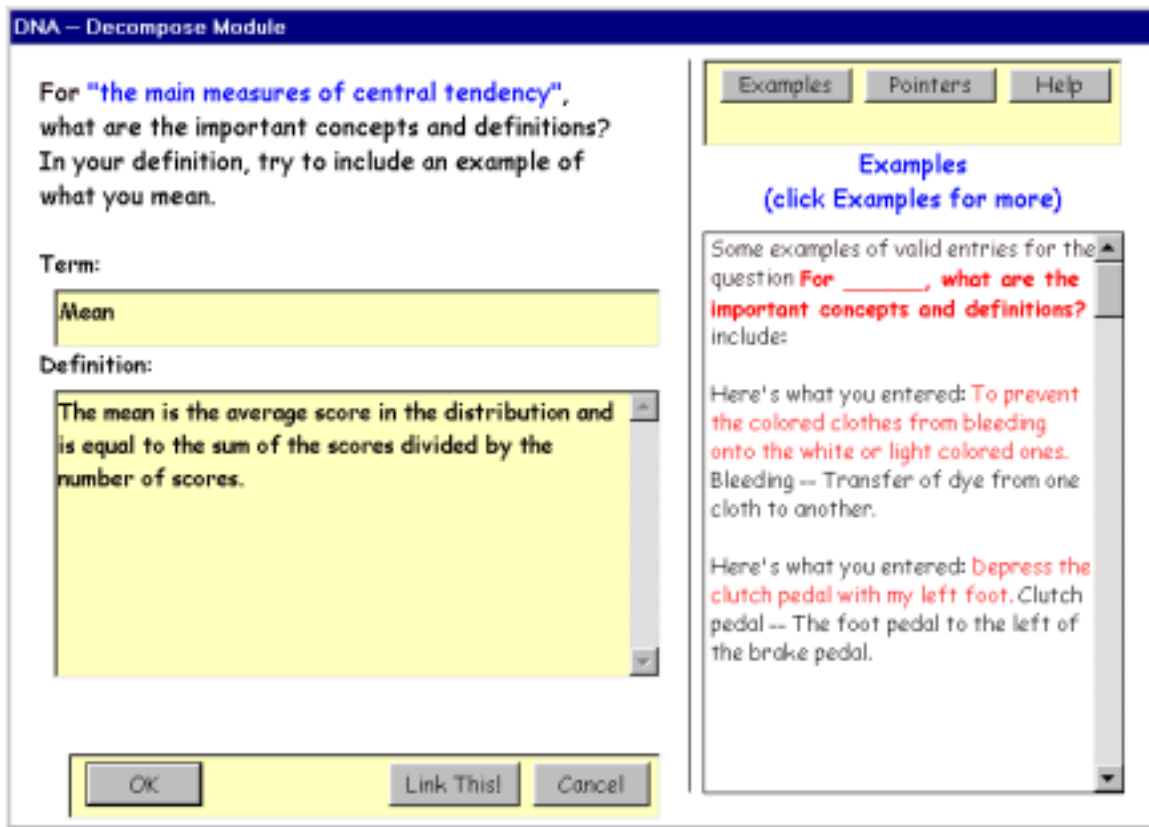 DNA — Decompose Module
For "the main measures of central tendency",
what are the important concepts and definitions?
In your definition, try to include an example of
what you mean.
Term:
Mean
Definition:
The mean is the average score in the distribution and
is equal to the sum of the scores divided by the
number of scores.
OK
Link This!
Cancel
Examples
Pointers
Help
Examples
(click Examples for more)
Some examples of valid entries for the
question For ______, what are the
important concepts and definitions?
include:
Here's what you entered: To prevent
the colored clothes from bleeding
onto the white or light colored ones.
Bleeding -- Transfer of dye from one
cloth to another.
Here's what you entered: Depress the
clutch pedal with my left foot. Clutch
pedal -- The foot pedal to the left of
the brake pedal.